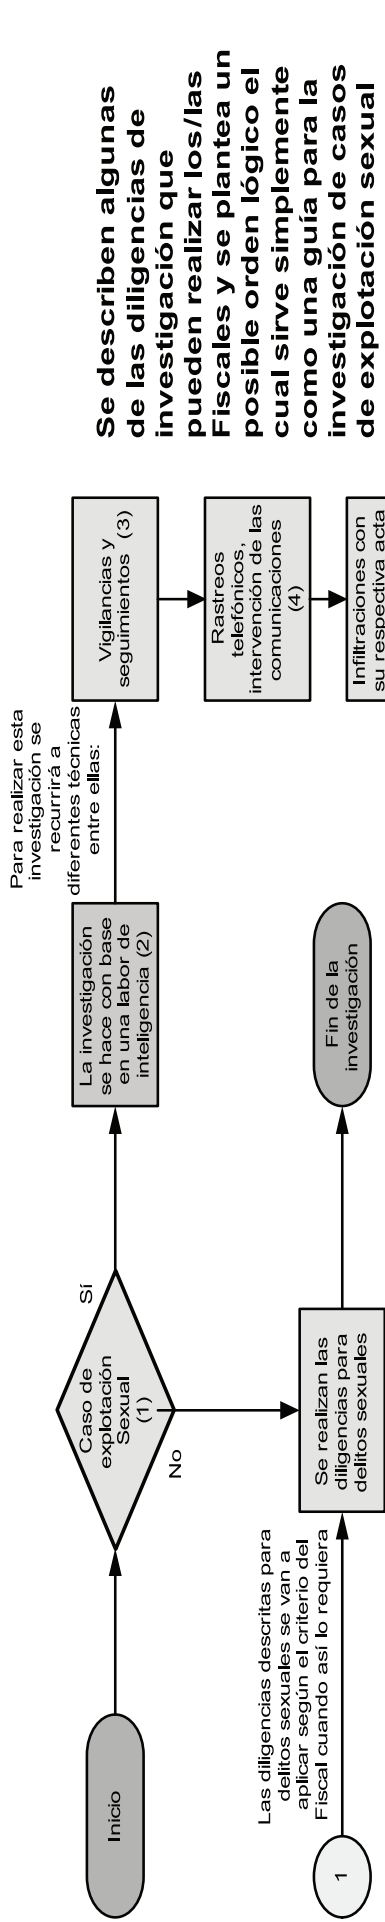 Inicio
Caso de
explotación
Sexual
(1)
Sí
No
La investigación
se hace con base
en una labor de
inteligencia (2)
Para realizar esta
investigación se
recurrirá a
diferentes técnicas
entre ellas:
Vigilancias y
seguimientos (3)
Rastreos
telefónicos,
intervención de las
comunicaciones
(4)
Infiltraciones con
su respectiva acta
Se describen algunas
de las diligencias de
investigación que
pueden realizar los/las
Fiscales y se plantea un
posible orden lógico el
cual sirve simplemente
como una guía para la
investigación de casos
de explotación sexual
1
Las diligencias descritas para
delitos sexuales se van a
aplicar según el criterio del
Fiscal cuando así lo requiera
Se realizan las
diligencias para
delitos sexuales
Fin de la
investigación